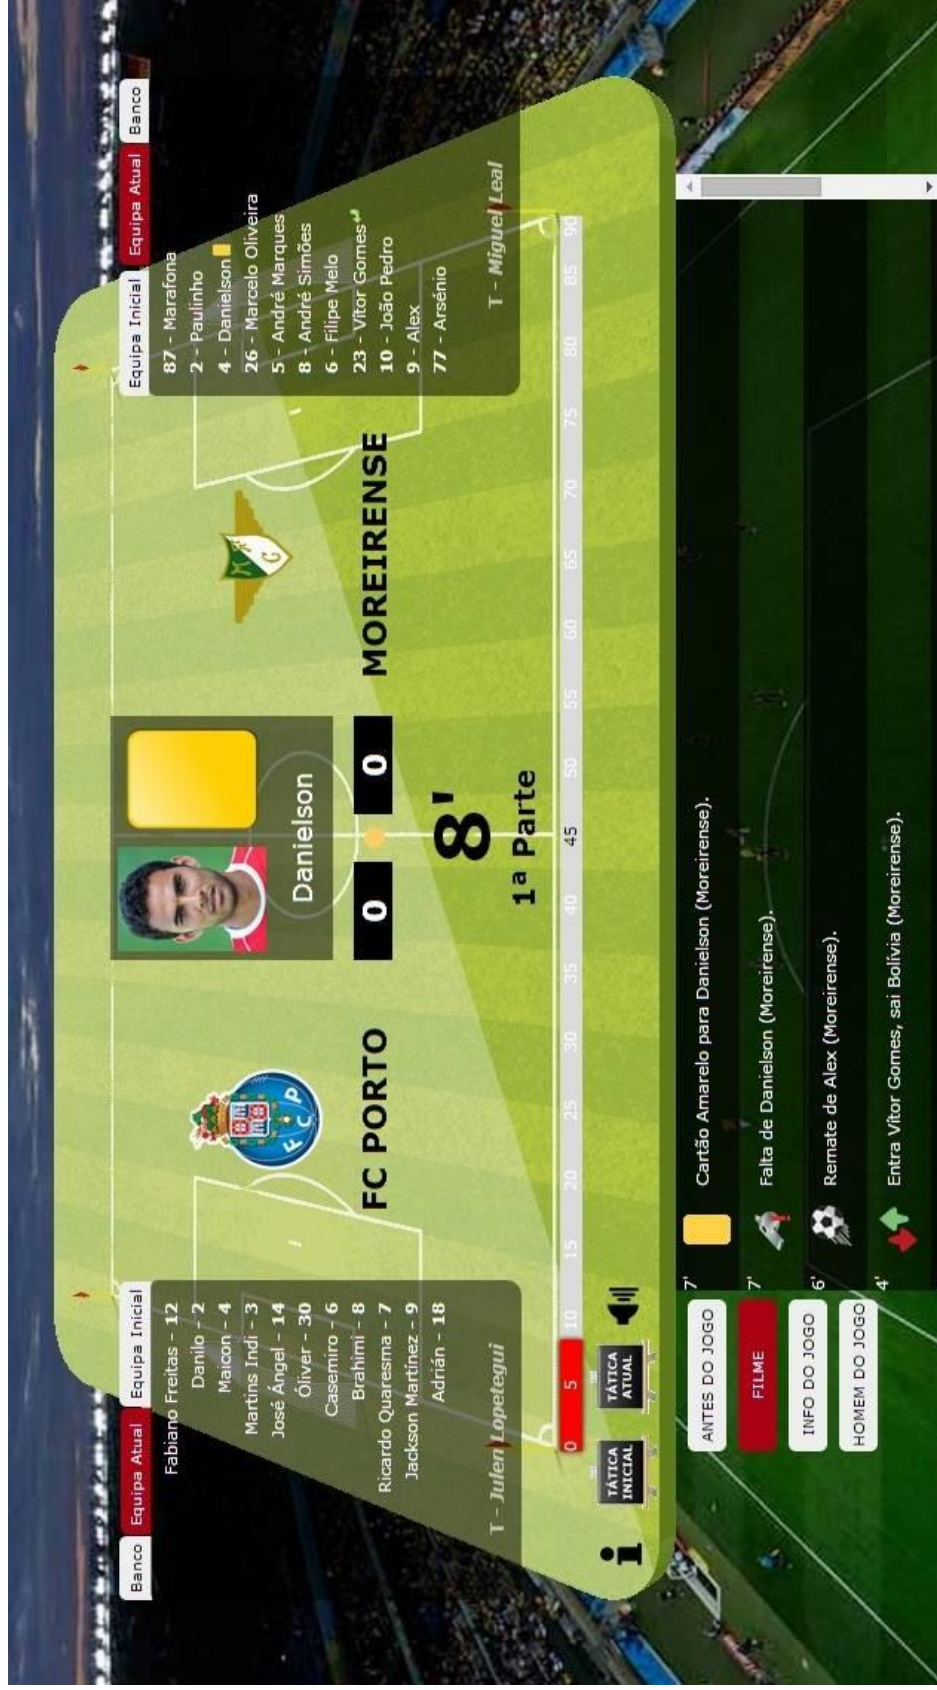 Banco Equipa Atual Equipa Inicial
Fabiano Freitas - 12
Danilo - 2
Maicon - 4
Martins Indi - 3
José Ángel - 14
Óliver - 30
Casemiro - 6
Brahimi - 8
Ricardo Quaresma - 7
Jackson Martínez - 9
Adrián - 18
T - Julen Lopetegui
FCP
FC PORTO
Danielson
0 0
8'
1ª Parte
MFC
MOREIRENSE
Equipa Inicial Equipa Atual Banco
87 - Marafona
2 - Paulinho
4 - Danielson
26 - Marcelo Oliveira
5 - André Marques
8 - André Simões
6 - Filipe Melo
23 - Vítor Gomes
10 - João Pedro
9 - Alex
77 - Arsénio
T - Miguel Leal
0 5 10 15 20 25 30 35 40 45 50 55 60 65 70 75 80 85 90
TÁTICA INICIAL
TÁTICA ATUAL
ANTES DO JOGO
FILME
INFO DO JOGO
HOMEM DO JOGO
7' Cartão Amarelo para Danielson (Moreirense).
7' Falta de Danielson (Moreirense).
6' Remate de Alex (Moreirense).
4' Entra Vítor Gomes, sai Bolívia (Moreirense).